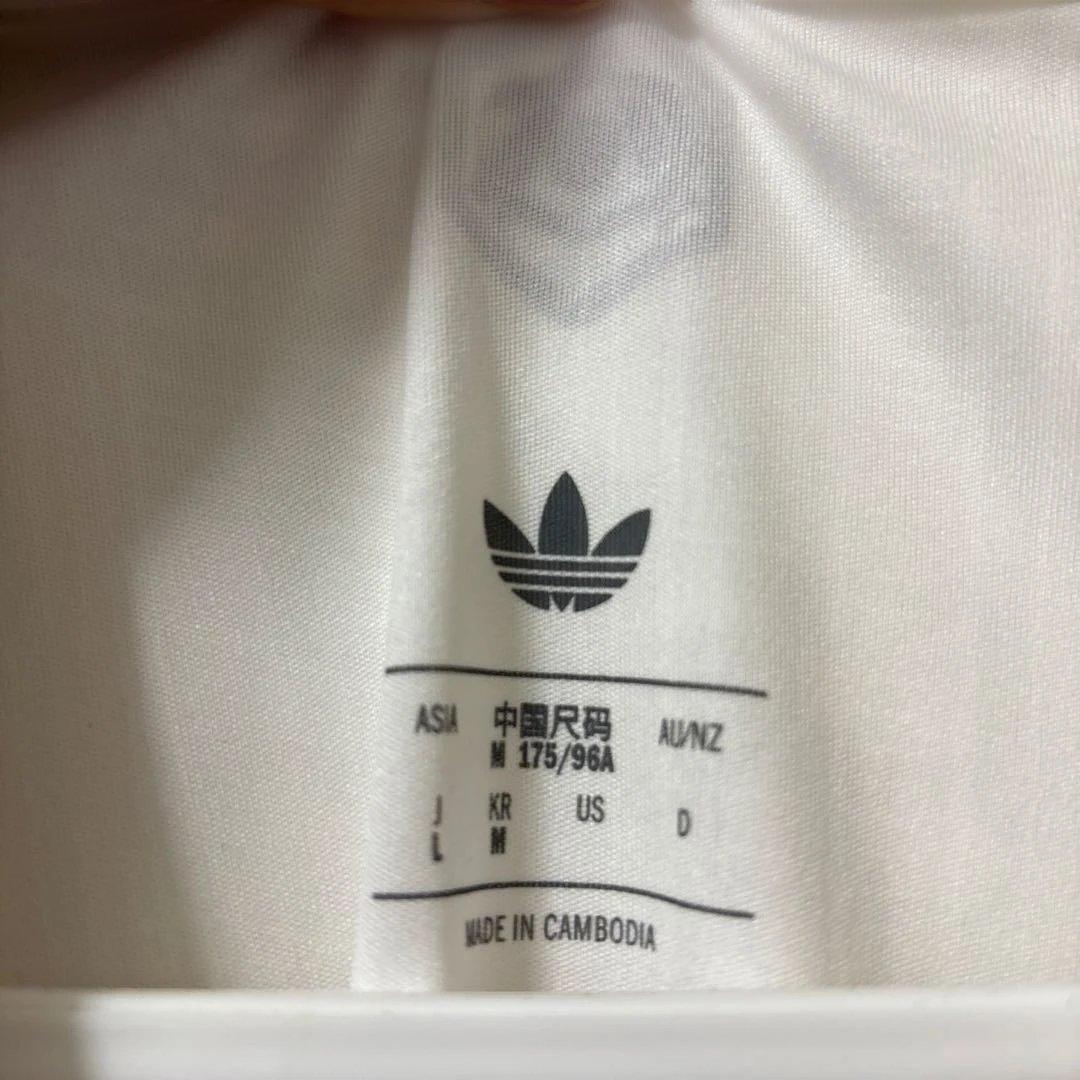 ASIA 中国尺码 AU/NZ
M 175/96A
J KR US D
L M
MADE IN CAMBODIA